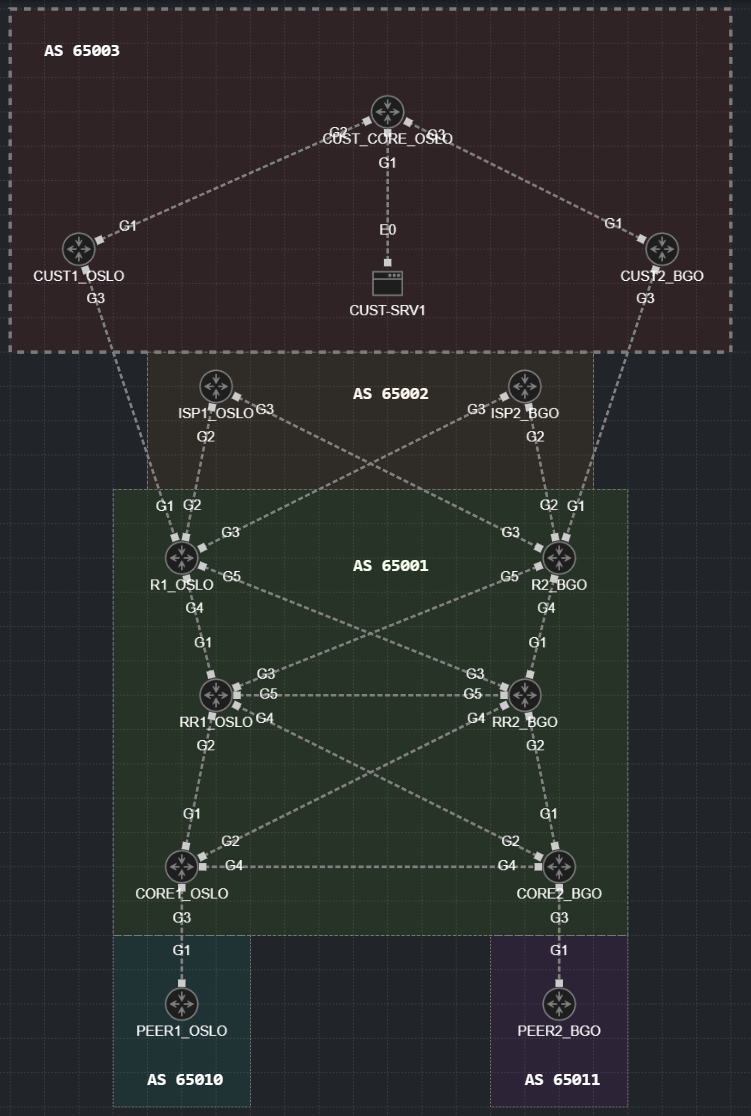 AS 65003
G2
CUST_CORE_OSLO
G3
G1
G1
E0
G1
CUST1_OSLO
CUST2_BGO
G3
CUST-SRV1
G3
AS 65002
ISP1_OSLO
G3
G3
ISP2_BGO
G2
G2
G1
G2
G2
G1
G3
G3
AS 65001
R1_OSLO
G5
G5
R2_BGO
G4
G4
G1
G1
G3
G3
G5
G5
RR1_OSLO
G4
G4
RR2_BGO
G2
G2
G1
G1
G2
G2
G4
G4
CORE1_OSLO
CORE2_BGO
G3
G3
G1
G1
PEER1_OSLO
PEER2_BGO
AS 65010
AS 65011